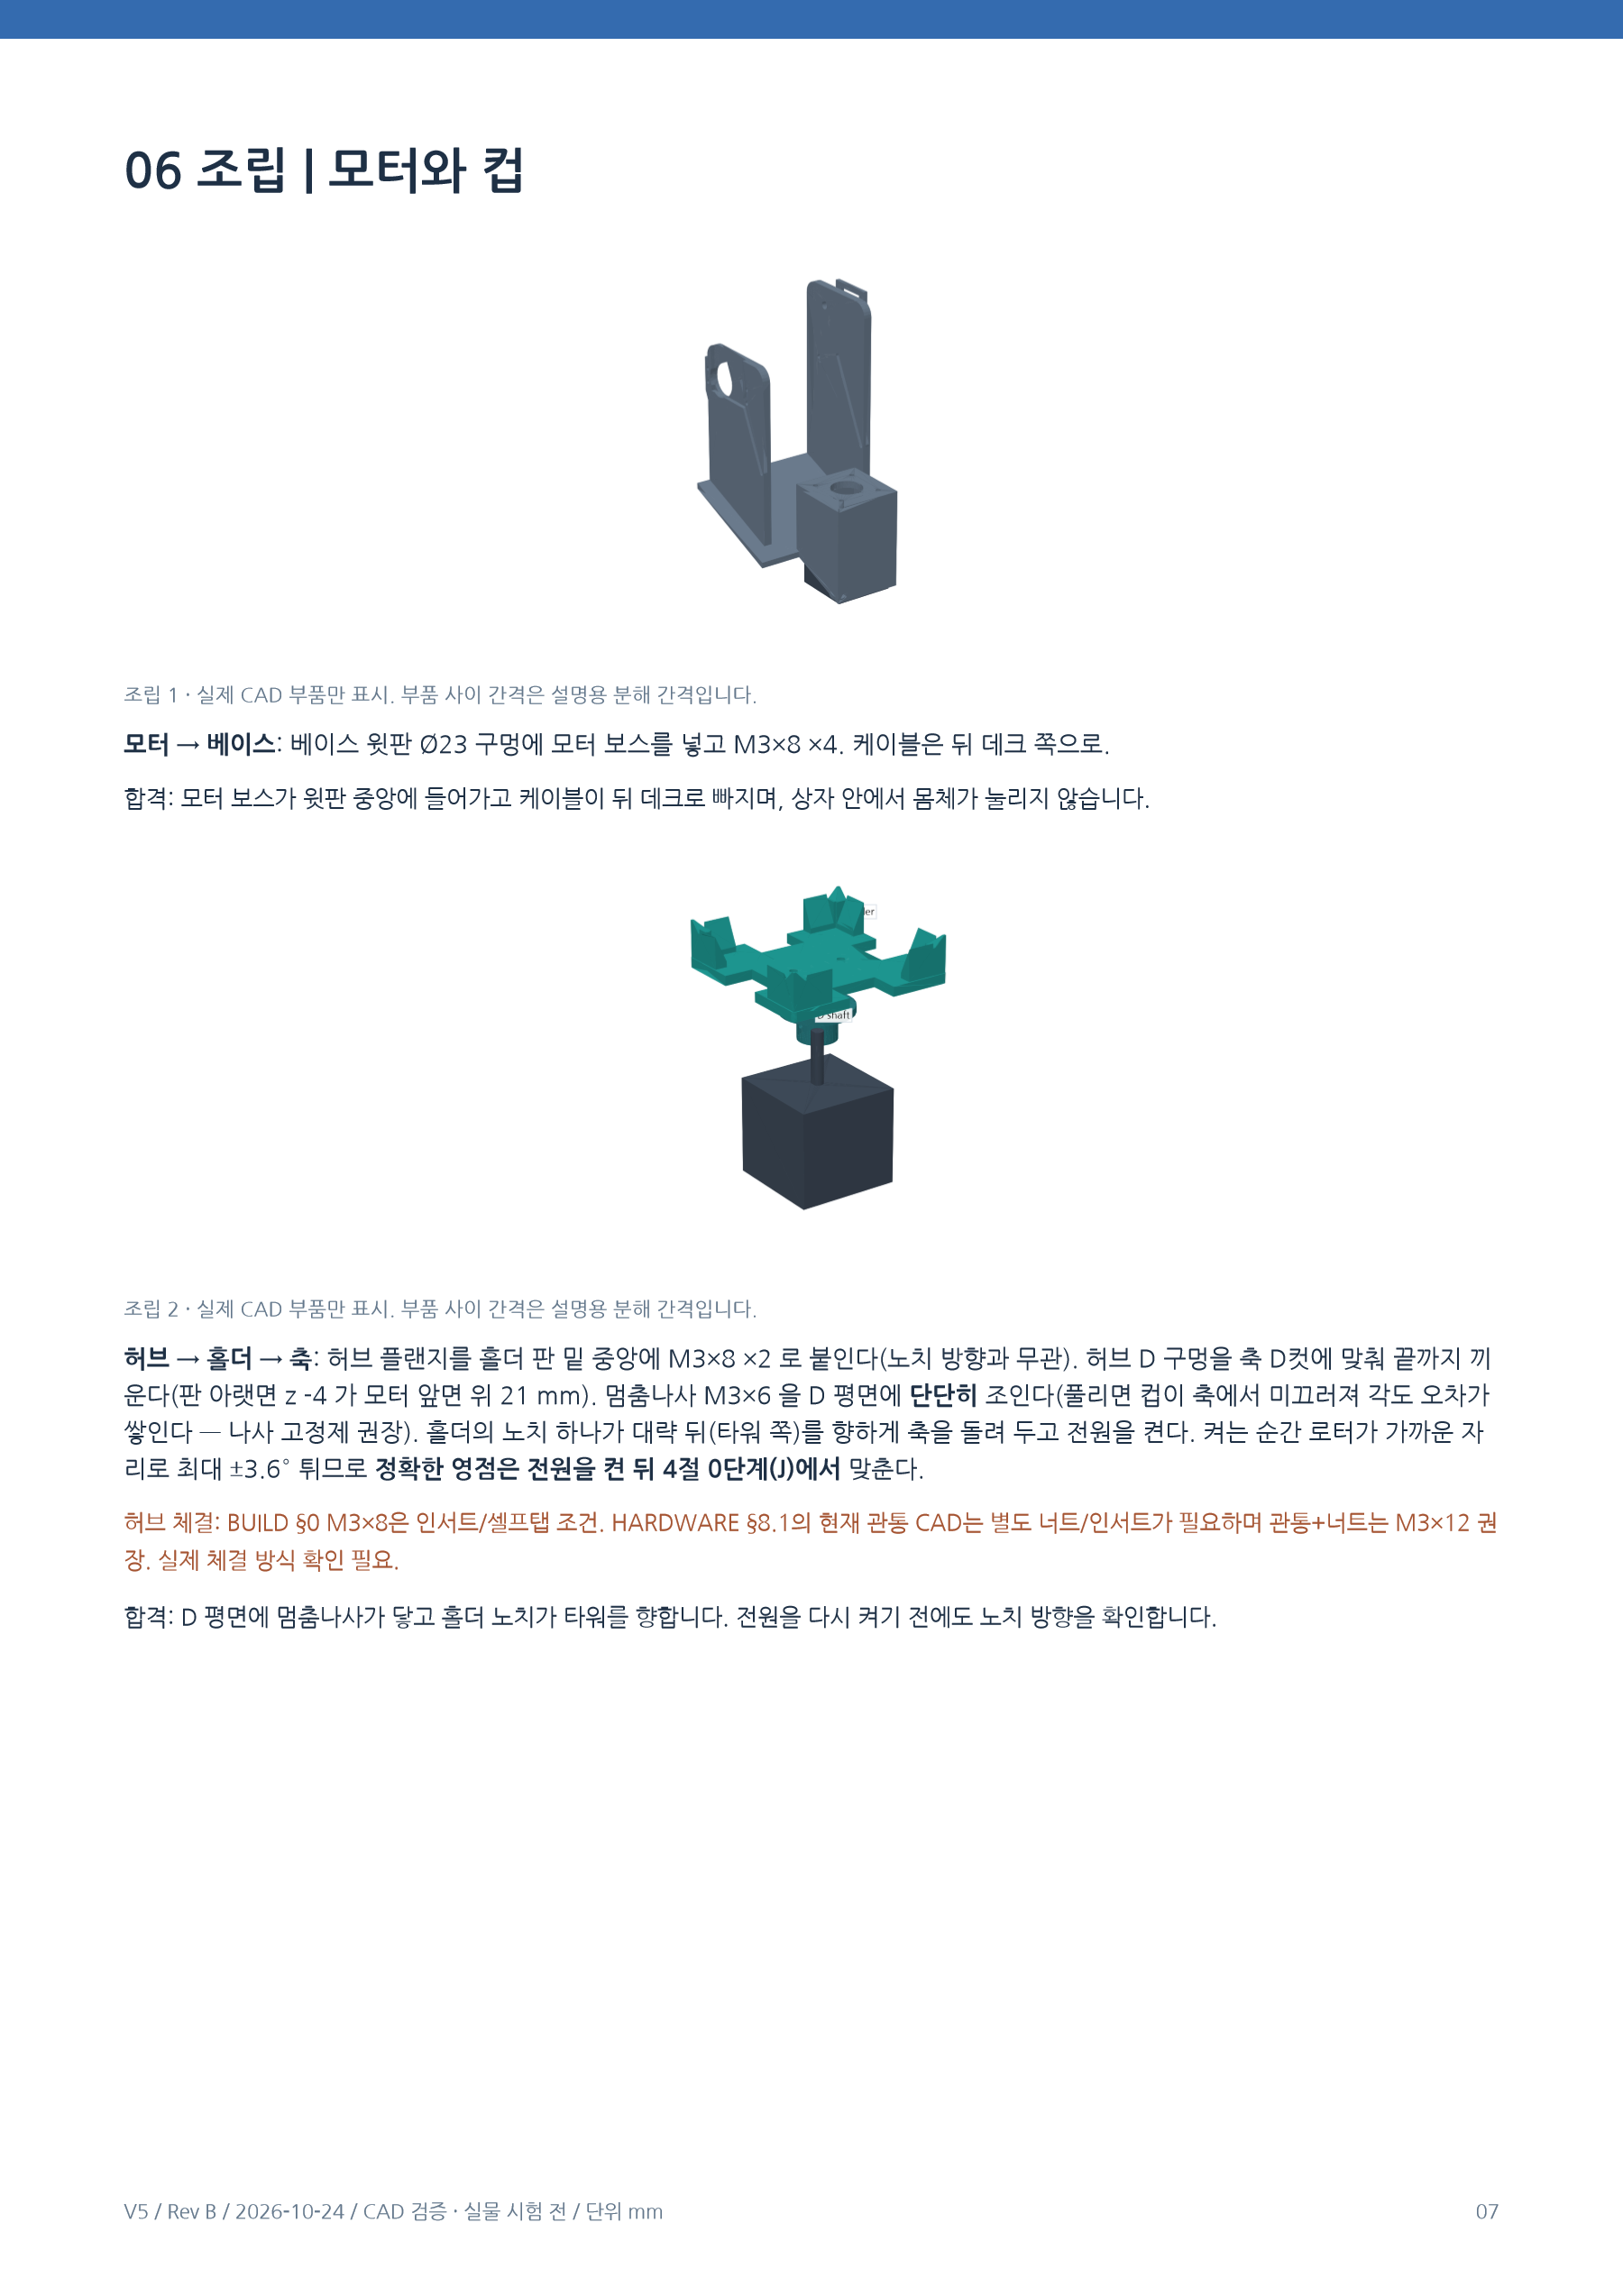 06 조립 | 모터와 컵
조립 1 · 실제 CAD 부품만 표시. 부품 사이 간격은 설명용 분해 간격입니다.
모터 → 베이스: 베이스 윗판 Ø23 구멍에 모터 보스를 넣고 M3×8 ×4. 케이블은 뒤 데크 쪽으로.
합격: 모터 보스가 윗판 중앙에 들어가고 케이블이 뒤 데크로 빠지며, 상자 안에서 몸체가 눌리지 않습니다.
shaft
조립 2 · 실제 CAD 부품만 표시. 부품 사이 간격은 설명용 분해 간격입니다.
허브 → 홀더 → 축: 허브 플랜지를 홀더 판 밑 중앙에 M3×8 ×2 로 붙인다(노치 방향과 무관). 허브 D 구멍을 축 D컷에 맞춰 끝까지 끼
운다(판 아랫면 z -4 가 모터 앞면 위 21 mm). 멈춤나사 M3×6 을 D 평면에 단단히 조인다(풀리면 컵이 축에서 미끄러져 각도 오차가
쌓인다 — 나사 고정제 권장). 홀더의 노치 하나가 대략 뒤(타워 쪽)를 향하게 축을 돌려 두고 전원을 켠다. 켜는 순간 로터가 가까운 자
리로 최대 ±3.6° 튀므로 정확한 영점은 전원을 켠 뒤 4절 0단계(J)에서 맞춘다.
허브 체결: BUILD §0 M3×8은 인서트/셀프탭 조건. HARDWARE §8.1의 현재 관통 CAD는 별도 너트/인서트가 필요하며 관통+너트는 M3×12 권
장. 실제 체결 방식 확인 필요.
합격: D 평면에 멈춤나사가 닿고 홀더 노치가 타워를 향합니다. 전원을 다시 켜기 전에도 노치 방향을 확인합니다.
V5 / Rev B / 2026-10-24 / CAD 검증 · 실물 시험 전 / 단위 mm
07